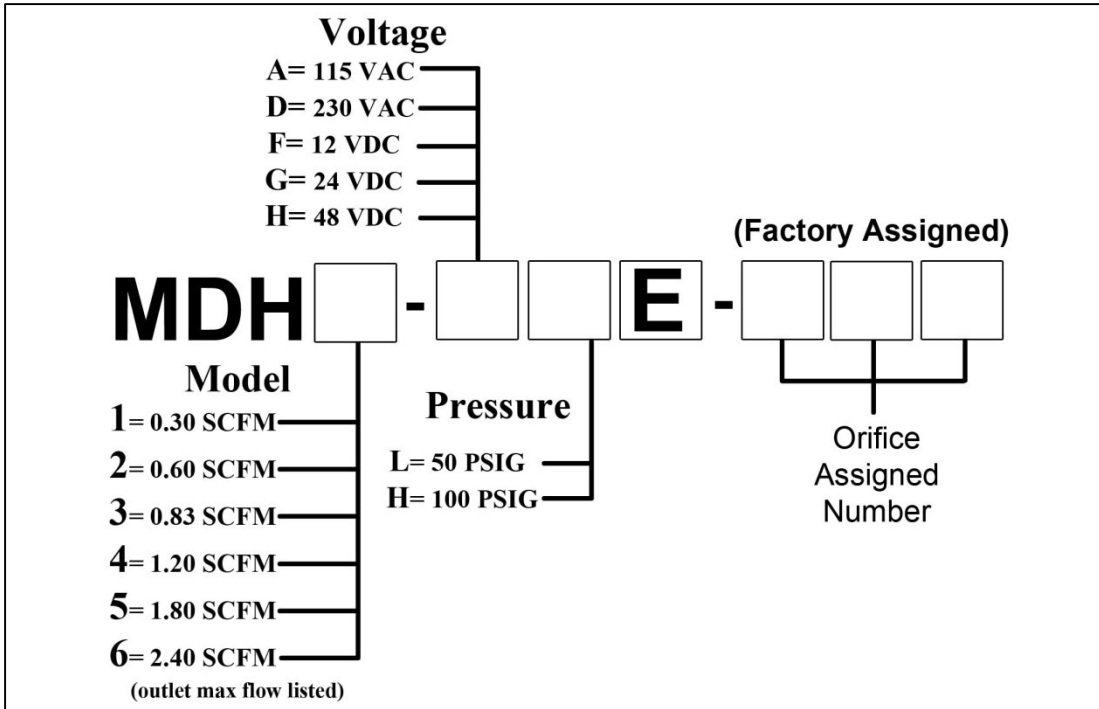 Voltage
A= 115 VAC
D= 230 VAC
F= 12 VDC
G= 24 VDC
H= 48 VDC
(Factory Assigned)
MDH - E -
Model
1= 0.30 SCFM
2= 0.60 SCFM
3= 0.83 SCFM
4= 1.20 SCFM
5= 1.80 SCFM
6= 2.40 SCFM
(outlet max flow listed)
Pressure
L= 50 PSIG
H= 100 PSIG
Orifice
Assigned
Number